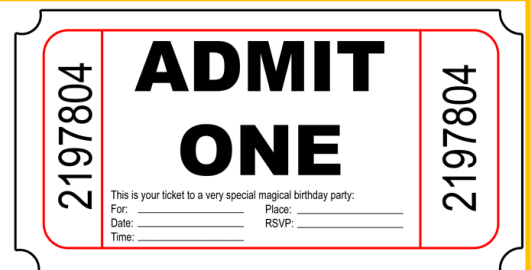 2197804
ADMIT
ONE
This is your ticket to a very special magical birthday party:
For: Place:
Date: RSVP:
Time:
2197804